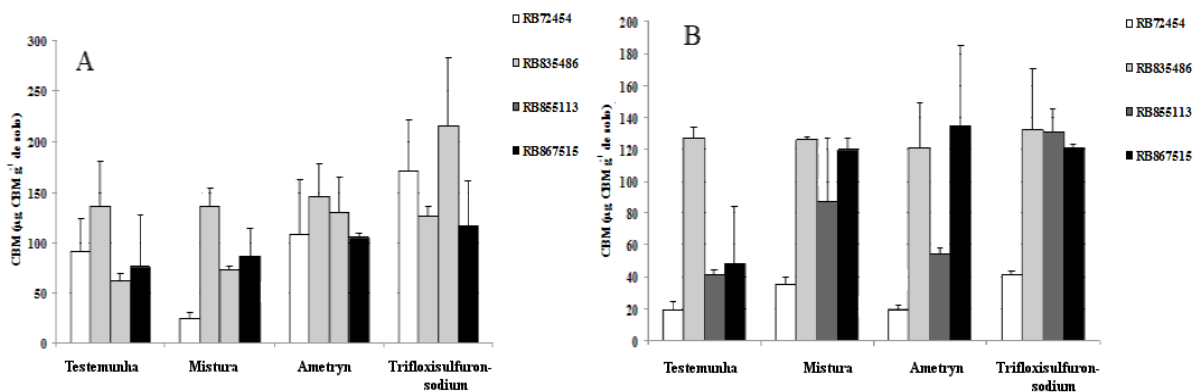 A
CBM (µg CBM g⁻¹ de solo)
300
250
200
150
100
50
0
Testemunha
Mistura
Ametryn
Trifloxisulfuron-
sodium
RB72454
RB835486
RB855113
RB867515
B
CBM (µg CBM g⁻¹ de solo)
200
180
160
140
120
100
80
60
40
20
0
Testemunha
Mistura
Ametryn
Trifloxisulfuron-
sodium
RB72454
RB835486
RB855113
RB867515